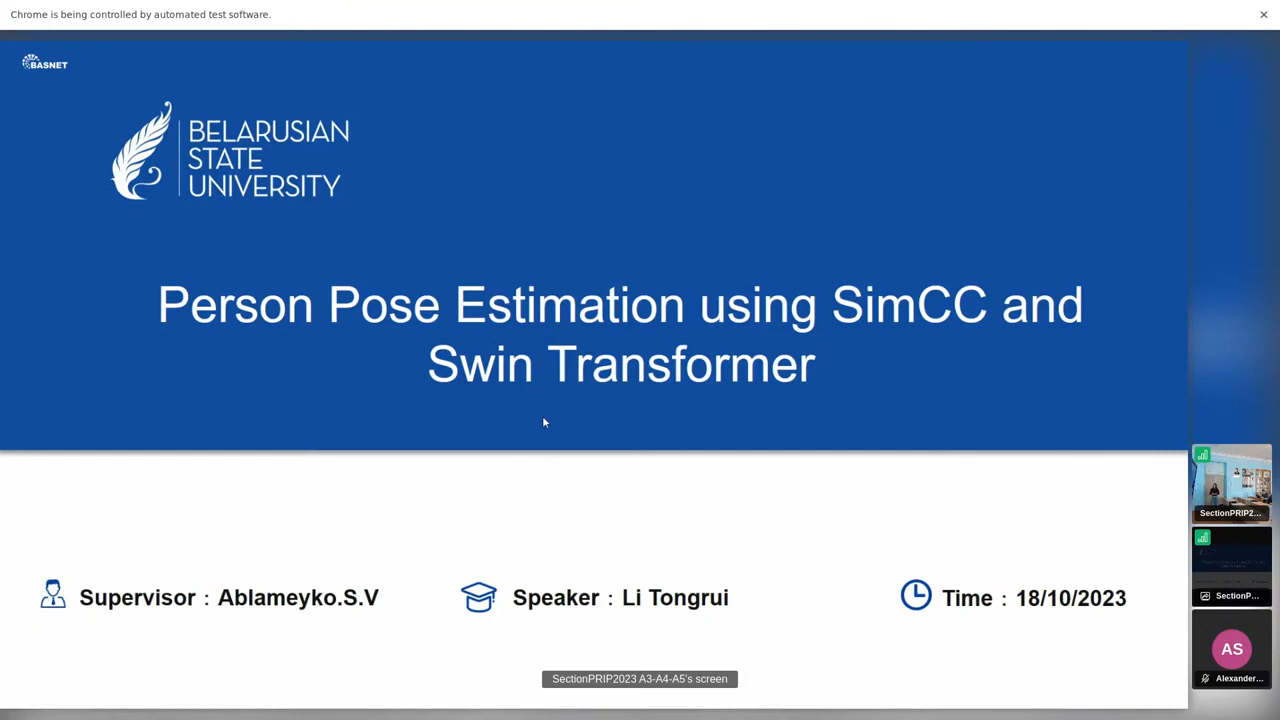 Chrome is being controlled by automated test software.
BASNET
BELARUSIAN
STATE
UNIVERSITY
Person Pose Estimation using SimCC and
Swin Transformer
Supervisor：Ablameyko.S.V
Speaker：Li Tongrui
Time：18/10/2023
SectionPRIP2...
SectionP...
AS
Alexander...
SectionPRIP2023 A3-A4-A5's screen